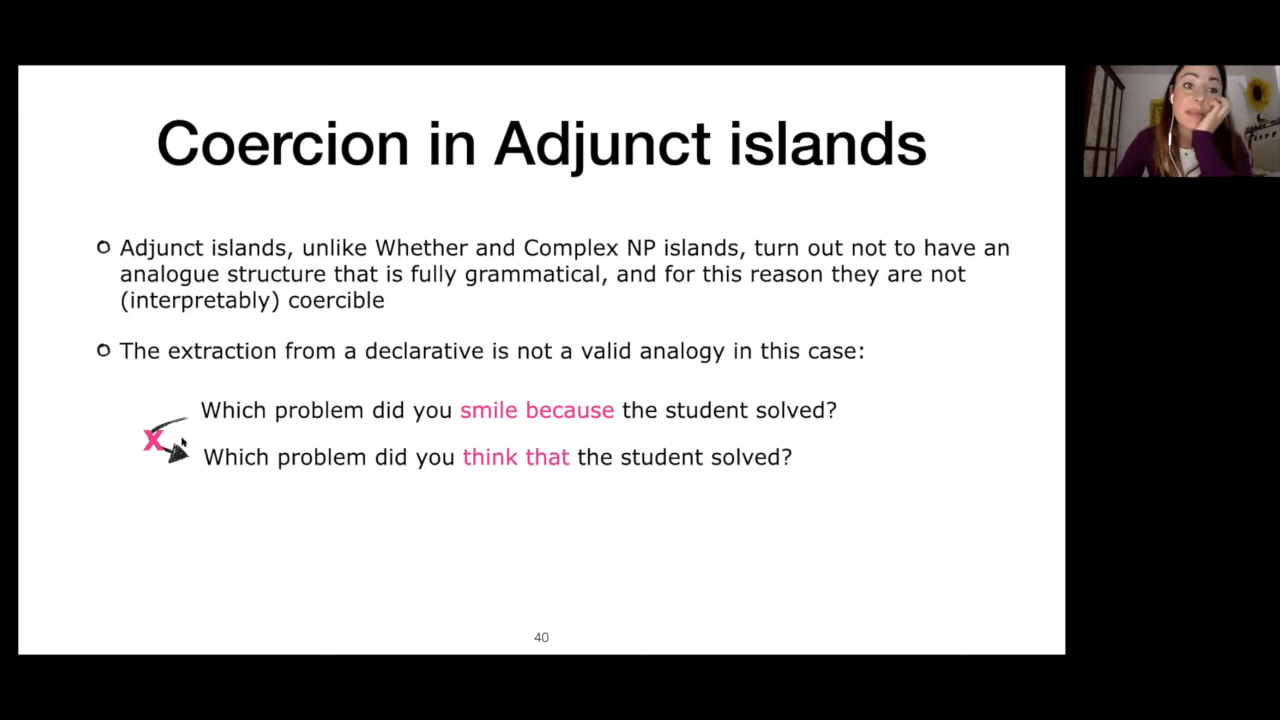 Coercion in Adjunct islands
Adjunct islands, unlike Whether and Complex NP islands, turn out not to have an
analogue structure that is fully grammatical, and for this reason they are not
(interpretably) coercible
The extraction from a declarative is not a valid analogy in this case:
Which problem did you smile because the student solved?
X
Which problem did you think that the student solved?
40